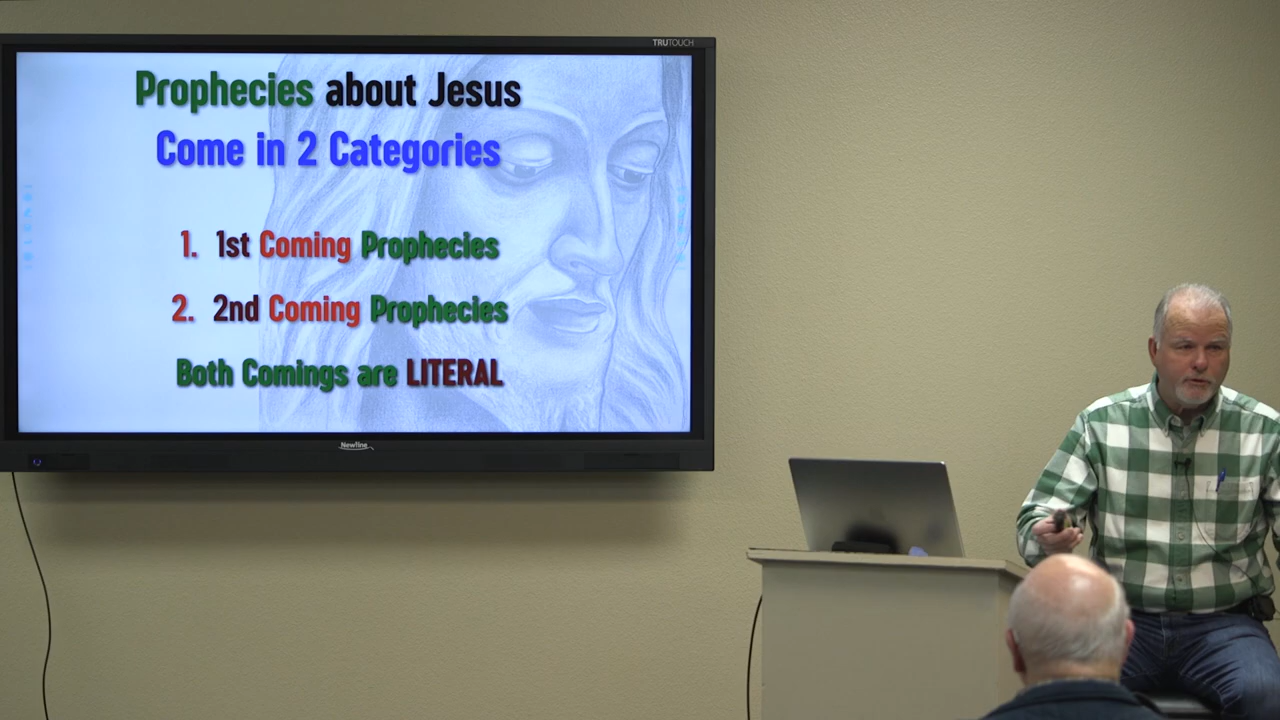 TRUTOUCH
Prophecies about Jesus
Come in 2 Categories
1. 1st Coming Prophecies
2. 2nd Coming Prophecies
Both Comings are LITERAL
Newline